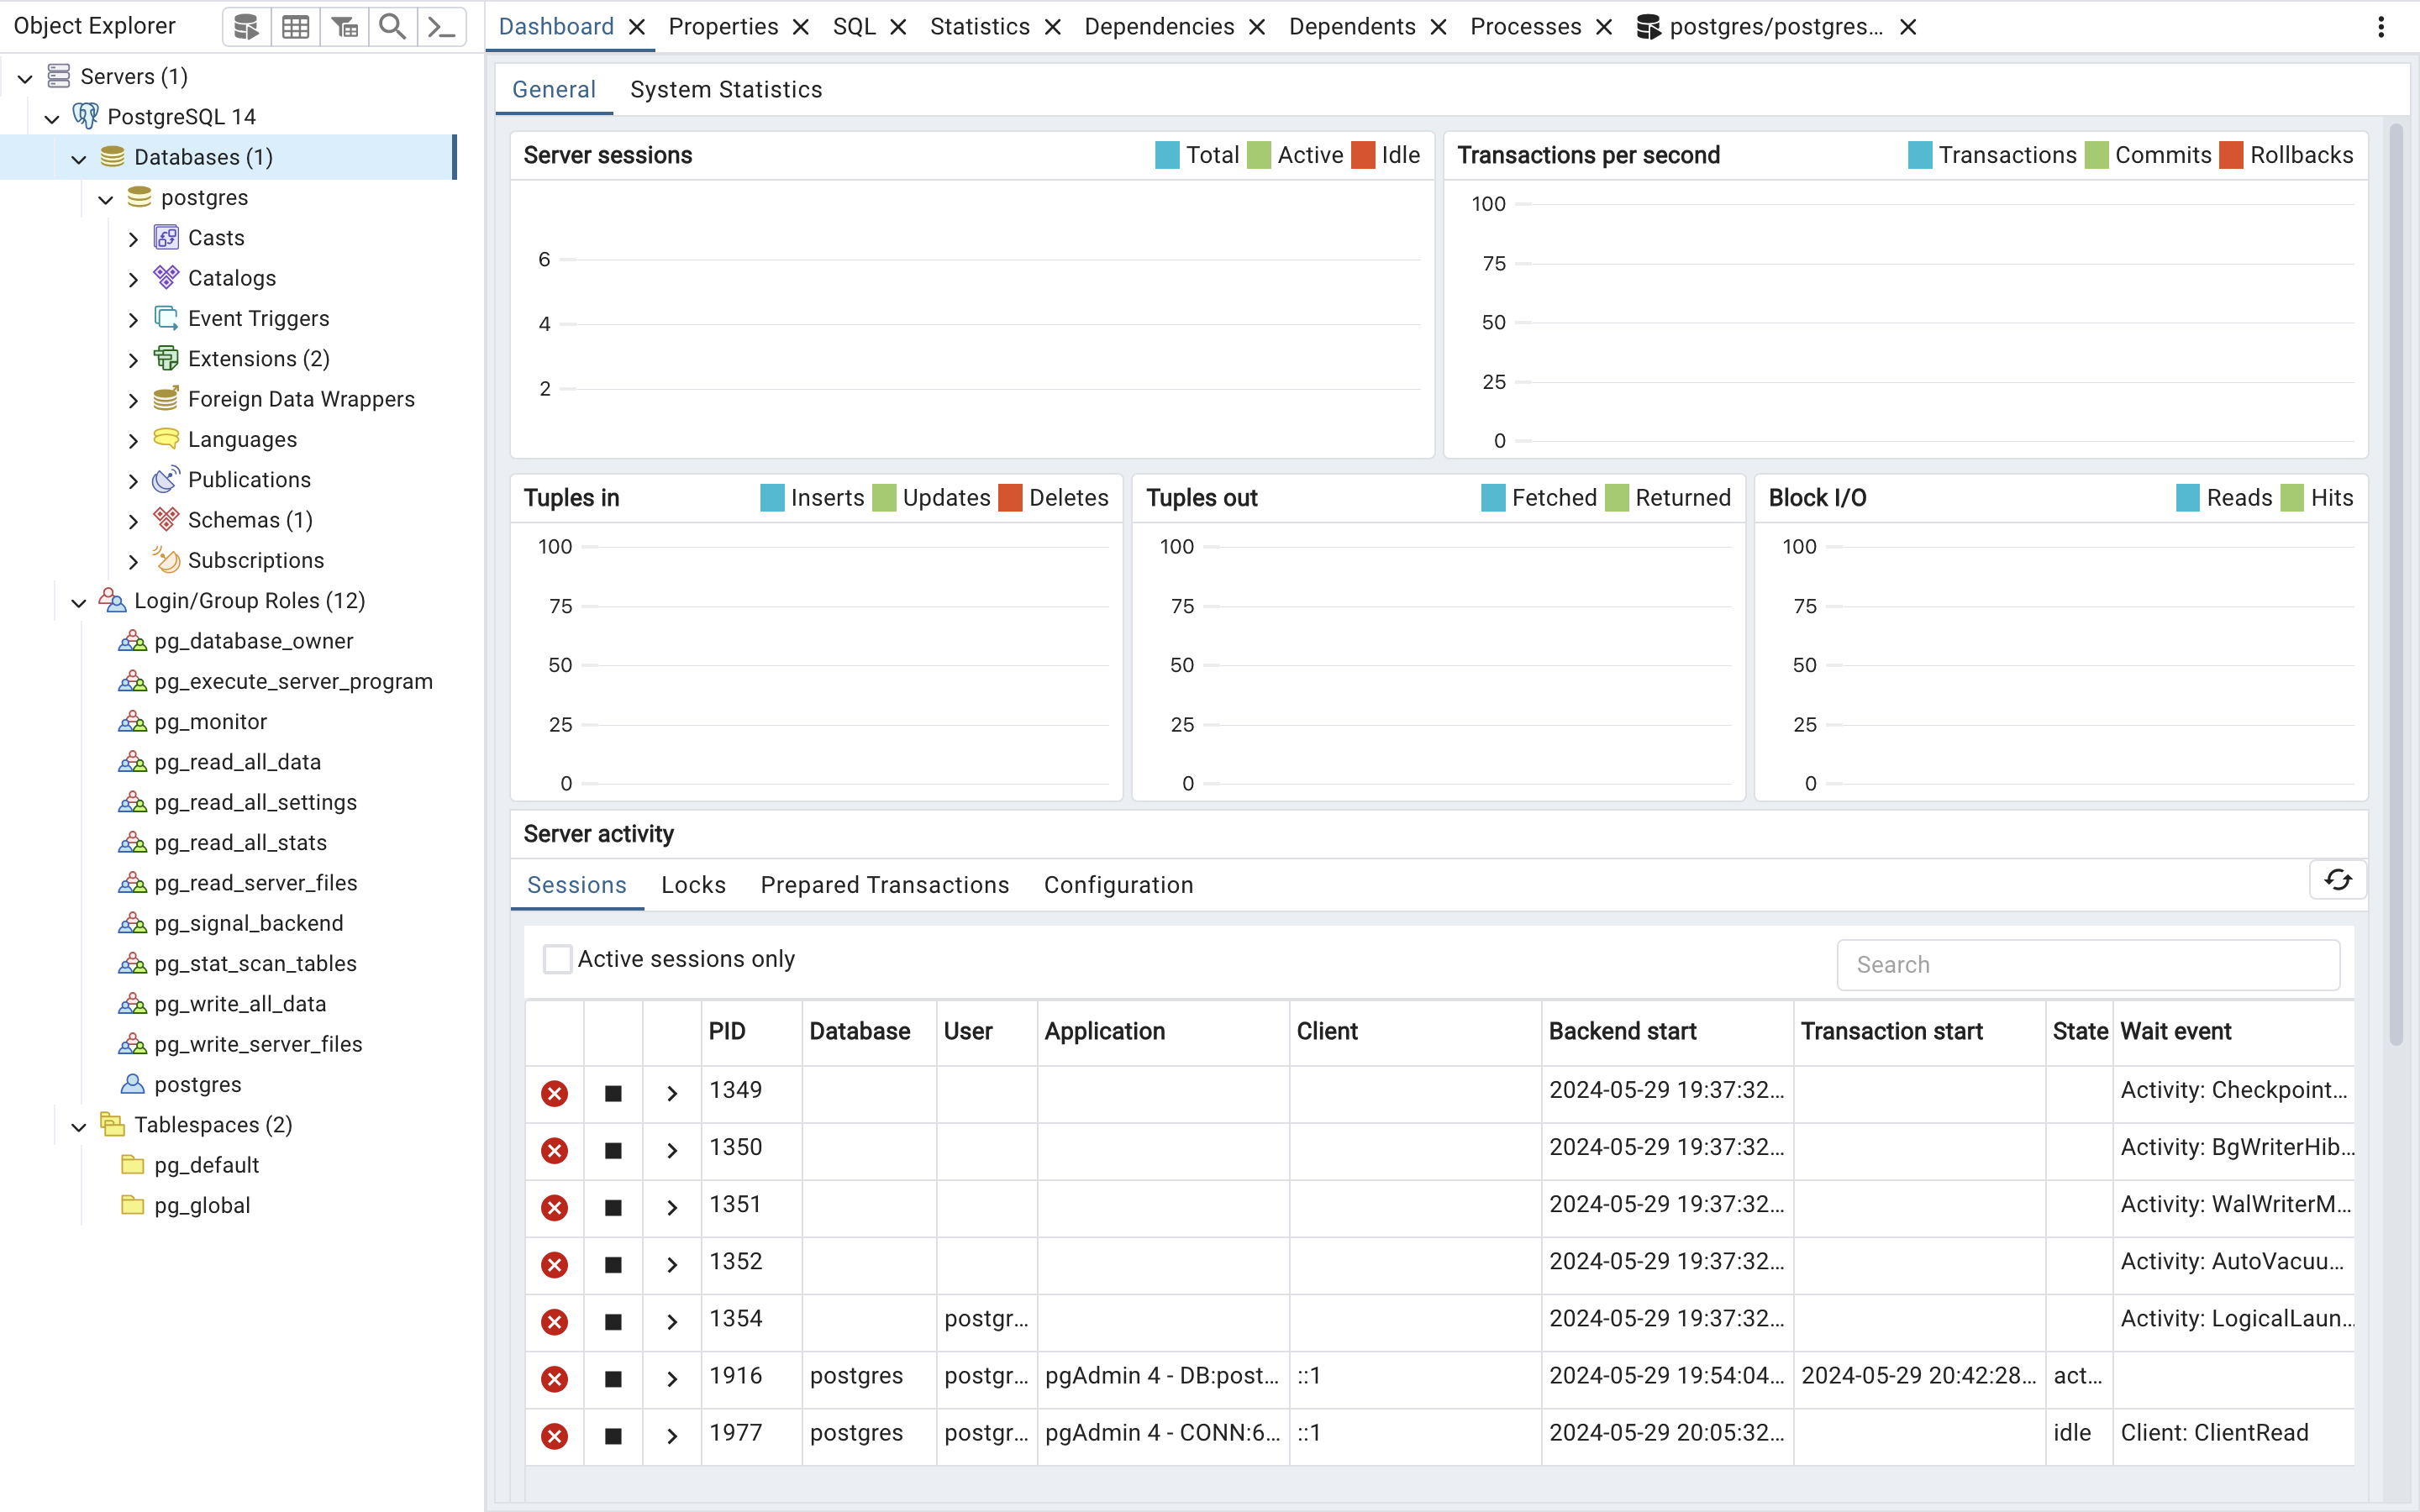 Object Explorer
Dashboard Properties SQL Statistics Dependencies Dependents Processes postgres/postgres...
Servers (1)
PostgreSQL 14
Databases (1)
postgres
Casts
Catalogs
Event Triggers
Extensions (2)
Foreign Data Wrappers
Languages
Publications
Schemas (1)
Subscriptions
Login/Group Roles (12)
pg_database_owner
pg_execute_server_program
pg_monitor
pg_read_all_data
pg_read_all_settings
pg_read_all_stats
pg_read_server_files
pg_signal_backend
pg_stat_scan_tables
pg_write_all_data
pg_write_server_files
postgres
Tablespaces (2)
pg_default
pg_global
General System Statistics
Server sessions Total Active Idle
6
4
2
Transactions per second Transactions Commits Rollbacks
100
75
50
25
0
Tuples in Inserts Updates Deletes
100
75
50
25
0
Tuples out Fetched Returned
100
75
50
25
0
Block I/O Reads Hits
100
75
50
25
0
Server activity
Sessions Locks Prepared Transactions Configuration
Active sessions only Search
PID Database User Application Client Backend start Transaction start State Wait event
1349 2024-05-29 19:37:32... Activity: Checkpoint...
1350 2024-05-29 19:37:32... Activity: BgWriterHib...
1351 2024-05-29 19:37:32... Activity: WalWriterM...
1352 2024-05-29 19:37:32... Activity: AutoVacuu...
1354 postgr... 2024-05-29 19:37:32... Activity: LogicalLaun...
1916 postgres postgr... pgAdmin 4 - DB:post... ::1 2024-05-29 19:54:04... 2024-05-29 20:42:28... act...
1977 postgres postgr... pgAdmin 4 - CONN:6... ::1 2024-05-29 20:05:32... idle Client: ClientRead